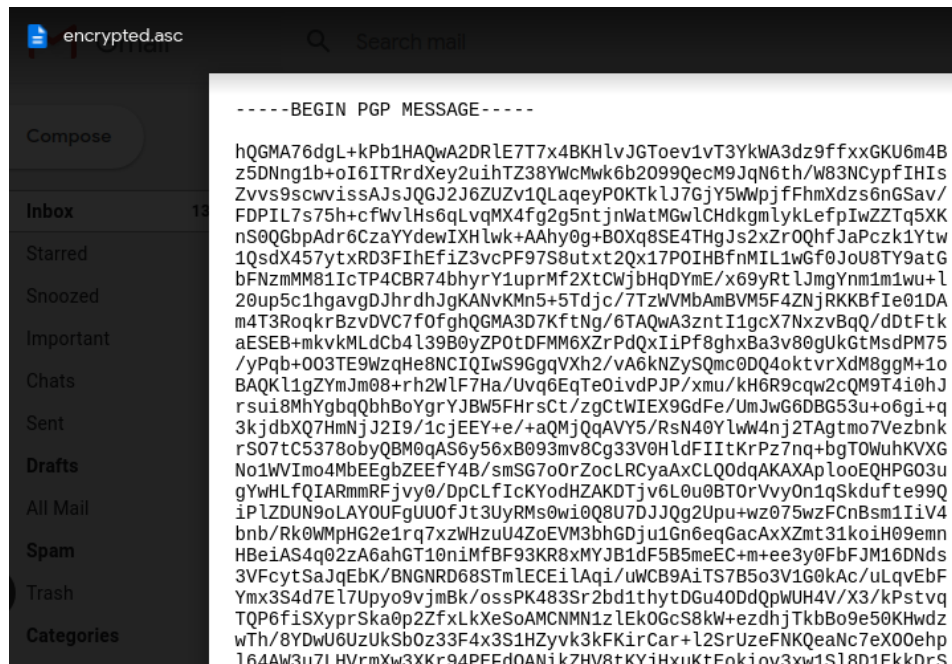 encrypted.asc
Gmail
Search mail
Compose
Inbox
13
Starred
Snoozed
Important
Chats
Sent
Drafts
All Mail
Spam
Trash
Categories
-----BEGIN PGP MESSAGE-----
hQGMA76dgL+kPb1HAQwA2DRlE7T7x4BKHlvJGToev1vT3YkWA3dz9ffxxGKU6m4B
z5DNng1b+oI6ITRrdXey2uihTZ38YWcMwk6b2O99QecM9JqN6th/W83NCypfIHIs
Zvvs9scwvissAJsJQGJ2J6ZUZv1QLaqeyPOKTklJ7GjY5WWpjfFhmXdzs6nGSav/
FDPIL7s75h+cfWvlHs6qLvqMX4fg2g5ntjnWatMGwlCHdkgmlykLefpIwZZTq5XK
nS0QGbpAdr6CzaYYdewIXHlwk+AAhy0g+BOXq8SE4THgJs2xZrOQhfJaPczk1Ytw
1QsdX457ytxRD3FIhEfiZ3vcPF97S8utxt2Qx17POIHBfnMIL1wGf0JoU8TY9atG
bFNzmMM81IcTP4CBR74bhyrY1uprMf2XtCWjbHqDYmE/x69yRtlJmgYnm1m1wu+l
20up5c1hgavgDJhrdhJgKANvKMn5+5Tdjc/7TzWVMbAmBVM5F4ZNjRKKBfIe01DA
m4T3RoqkrBzvDVC7fOfghQGMA3D7KftNg/6TAQwA3zntI1gcX7NxzvBqQ/dDtFtk
aESEB+mkvkMLdCb4l39B0yZPOtDFMM6XZrPdQxIiPf8ghxBa3v80gUkGtMsdPM75
/yPqb+OO3TE9WzqHe8NCIQIwS9GgqVXh2/vA6kNZySQmc0DQ4oktvrXdM8ggM+1o
BAQKl1gZYmJm08+rh2WlF7Ha/Uvq6EqTeOivdPJP/xmu/kH6R9cqw2cQM9T4i0hJ
rsui8MhYgbqQbhBoYgrYJBW5FHrsCt/zgCtWIEX9GdFe/UmJwG6DBG53u+o6gi+q
3kjdbXQ7HmNjJ2I9/1cjEEY+e/+aQMjQqAVY5/RsN40YlwW4nj2TAgtmo7Vezbnk
rSO7tC5378obyQBM0qAS6y56xB093mv8Cg33V0HldFIItKrPz7nq+bgTOWuhKVXG
No1WVImo4MbEEgbZEEfY4B/smSG7oOrZocLRCyaAxCLQOdqAKAXAplooEQHPGO3u
gYwHLfQIARmmRFjvy0/DpCLfIcKYodHZAKDTjv6L0u0BTOrVvyOn1qSkdufte99Q
iPlZDUN9oLAYOUFgUUOfJt3UyRMs0wi0Q8U7DJJQg2Upu+wz075wzFCnBsm1IiV4
bnb/Rk0WMpHG2e1rq7xzWHzuU4ZoEVM3bhGDju1Gn6eqGacAxXZmt31koiH09emn
HBeiAS4q02zA6ahGT10niMfBF93KR8xMYJB1dF5B5meEC+m+ee3y0FbFJM16DNds
3VFcytSaJqEbK/BNGNRD68STmlECEilAqi/uWCB9AiTS7B5o3V1G0kAc/uLqvEbF
Ymx3S4d7El7Upyo9vjmBk/ossPK483Sr2bd1thytDGu4ODdQpWUH4V/X3/kPstvq
TQP6fiSXyprSka0p2ZfxLkXeSoAMCNMN1zlEkOGcS8kW+ezdhjTkbBo9e50KHwdz
wTh/8YDwU6UzUkSbOz33F4x3S1HZyvk3kFKirCar+l2SrUzeFNKQeaNc7eXOOehp